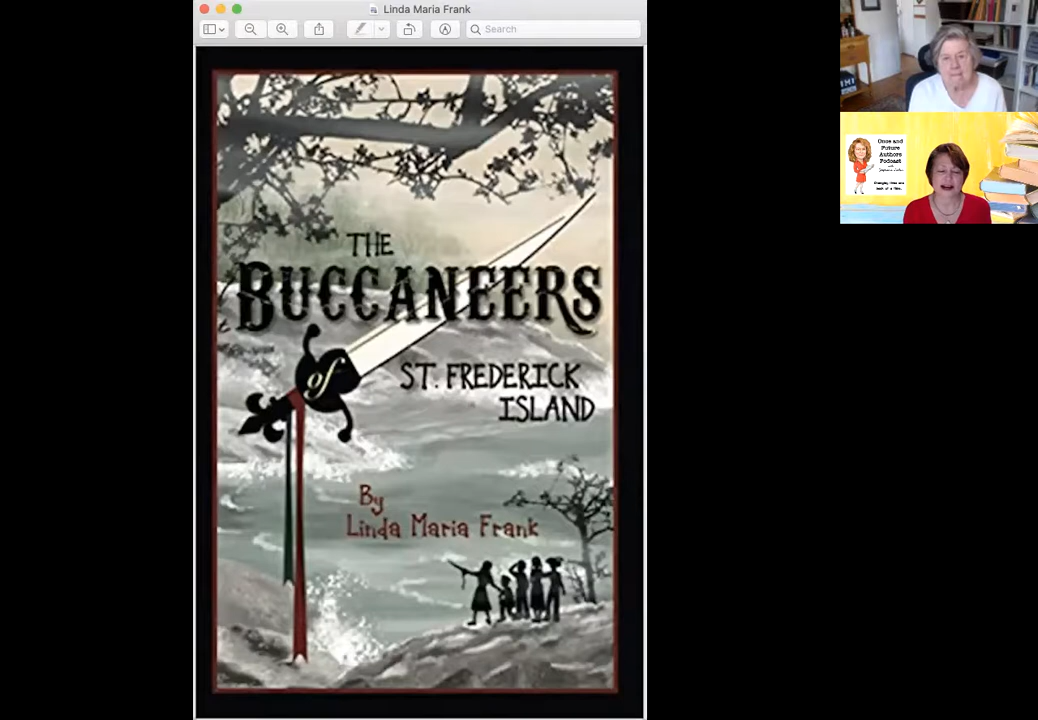 Linda Maria Frank
Search
THE
BUCCANEERS
of
ST. FREDERICK
ISLAND
By
Linda Maria Frank
Once and
Future
Authors
Podcast